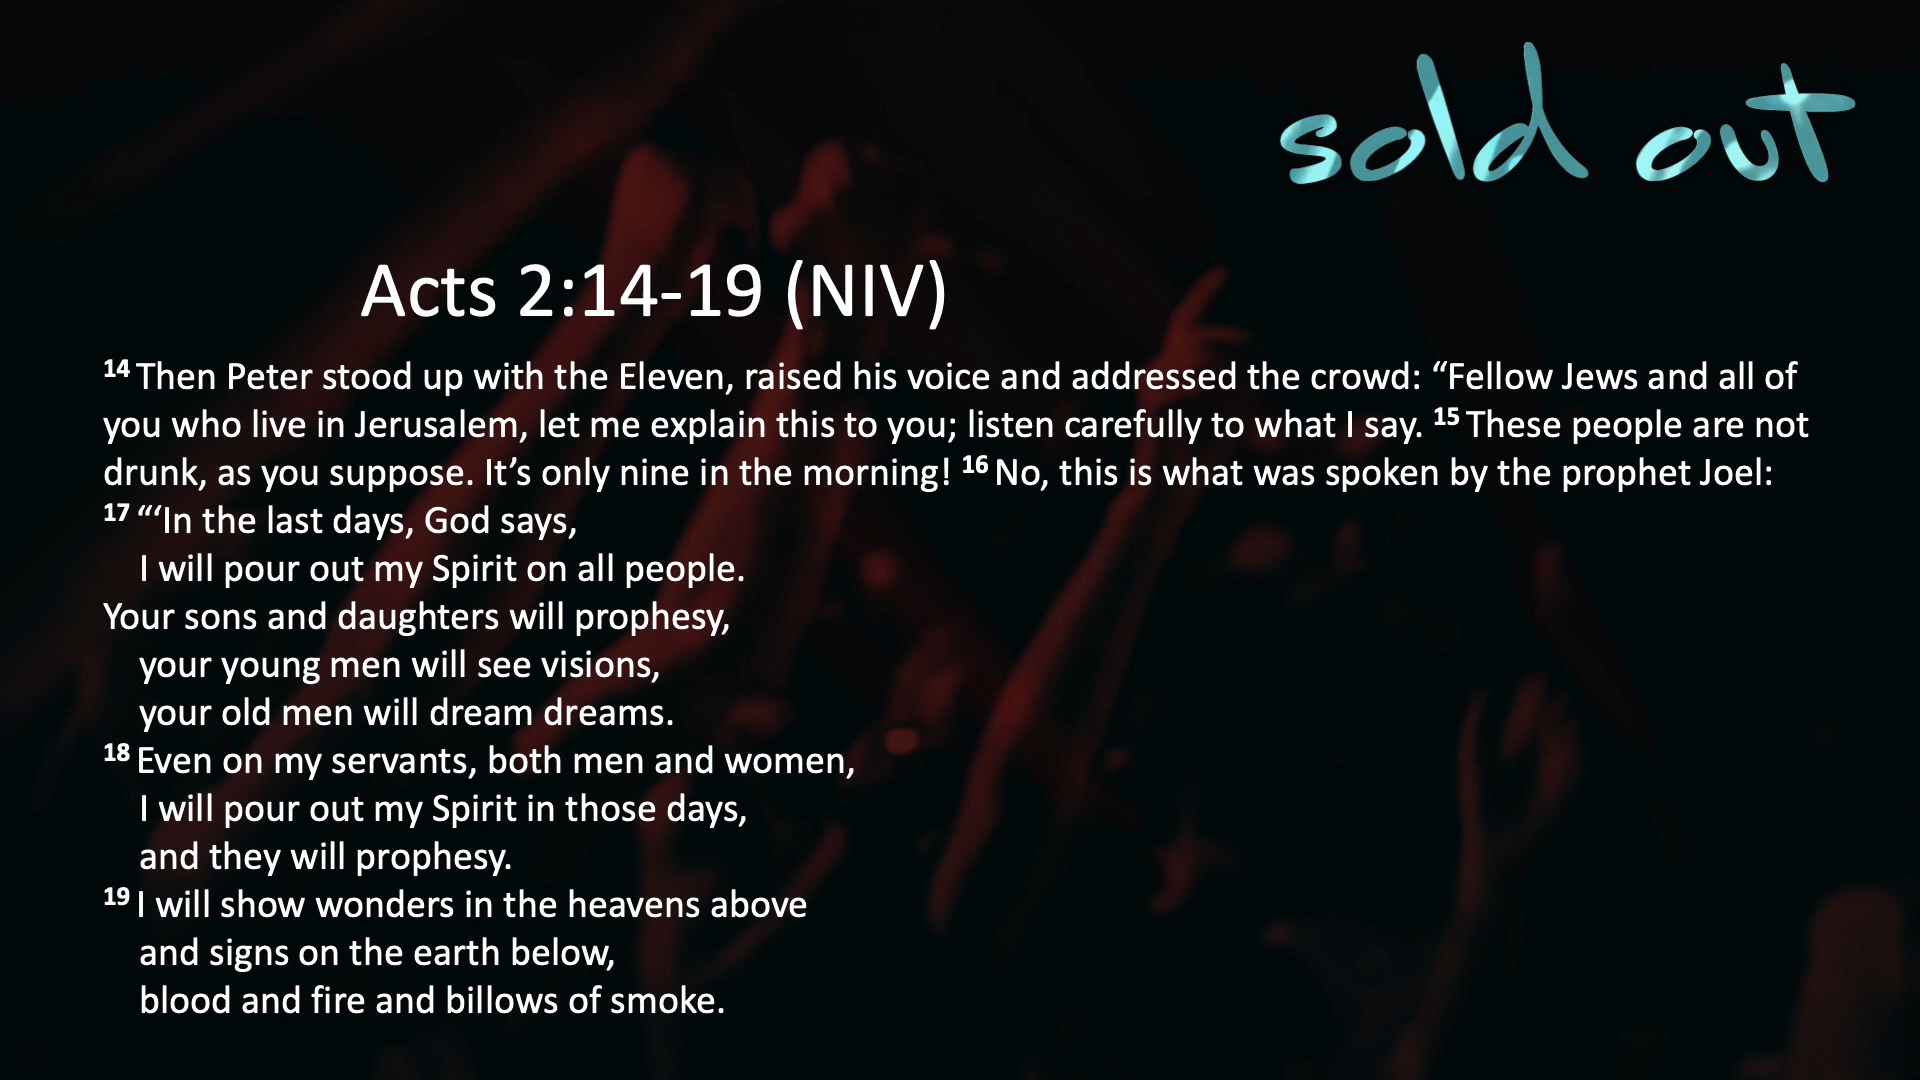 sold out
Acts 2:14-19 (NIV)
14 Then Peter stood up with the Eleven, raised his voice and addressed the crowd: “Fellow Jews and all of
you who live in Jerusalem, let me explain this to you; listen carefully to what I say. 15 These people are not
drunk, as you suppose. It’s only nine in the morning! 16 No, this is what was spoken by the prophet Joel:
17 “‘In the last days, God says,
I will pour out my Spirit on all people.
Your sons and daughters will prophesy,
your young men will see visions,
your old men will dream dreams.
18 Even on my servants, both men and women,
I will pour out my Spirit in those days,
and they will prophesy.
19 I will show wonders in the heavens above
and signs on the earth below,
blood and fire and billows of smoke.